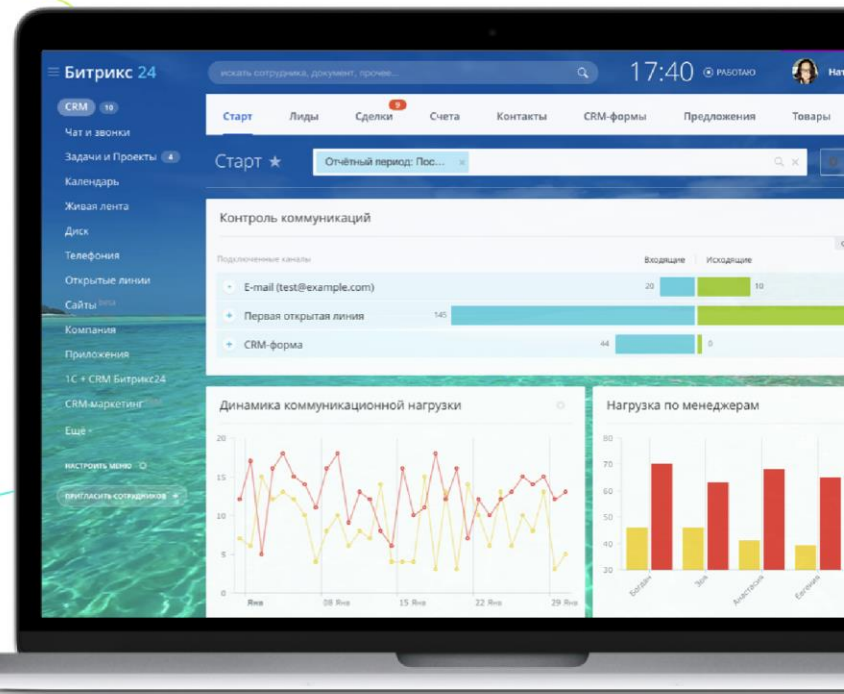 Битрикс 24
искать сотрудника, документ, прочее...
17:40
РАБОТАЮ
Нат
CRM 10
Чат и звонки
Задачи и Проекты 4
Календарь
Живая лента
Диск
Телефония
Открытые линии
Сайты beta
Компания
Приложения
1С + CRM Битрикс24
CRM-маркетинг
Ещё
НАСТРОИТЬ МЕНЮ
ПРИГЛАСИТЬ СОТРУДНИКОВ +
Старт Лиды Сделки 9 Счета Контакты CRM-формы Предложения Товары
Старт
Отчётный период: Пос... ×
Контроль коммуникаций
Подключенные каналы Входящие Исходящие
E-mail (test@example.com) 20 10
Первая открытая линия 145
CRM-форма 44 0
Динамика коммуникационной нагрузки
20
15
10
5
0
Янв 08 Янв 15 Янв 22 Янв 29 Янв
Нагрузка по менеджерам
80
70
60
50
40
20
Богдан Зоя Анастасия Евгения